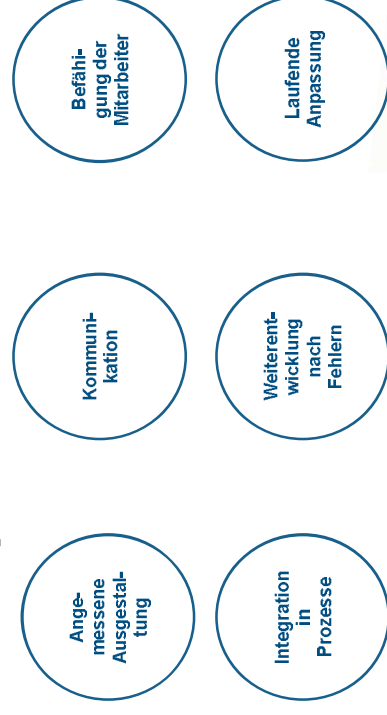 Ange-
messene
Ausgestal-
tung
Kommuni-
kation
Befähi-
gung der
Mitarbeiter
Integration
in
Prozesse
Weiterent-
wicklung
nach
Fehlern
Laufende
Anpassung